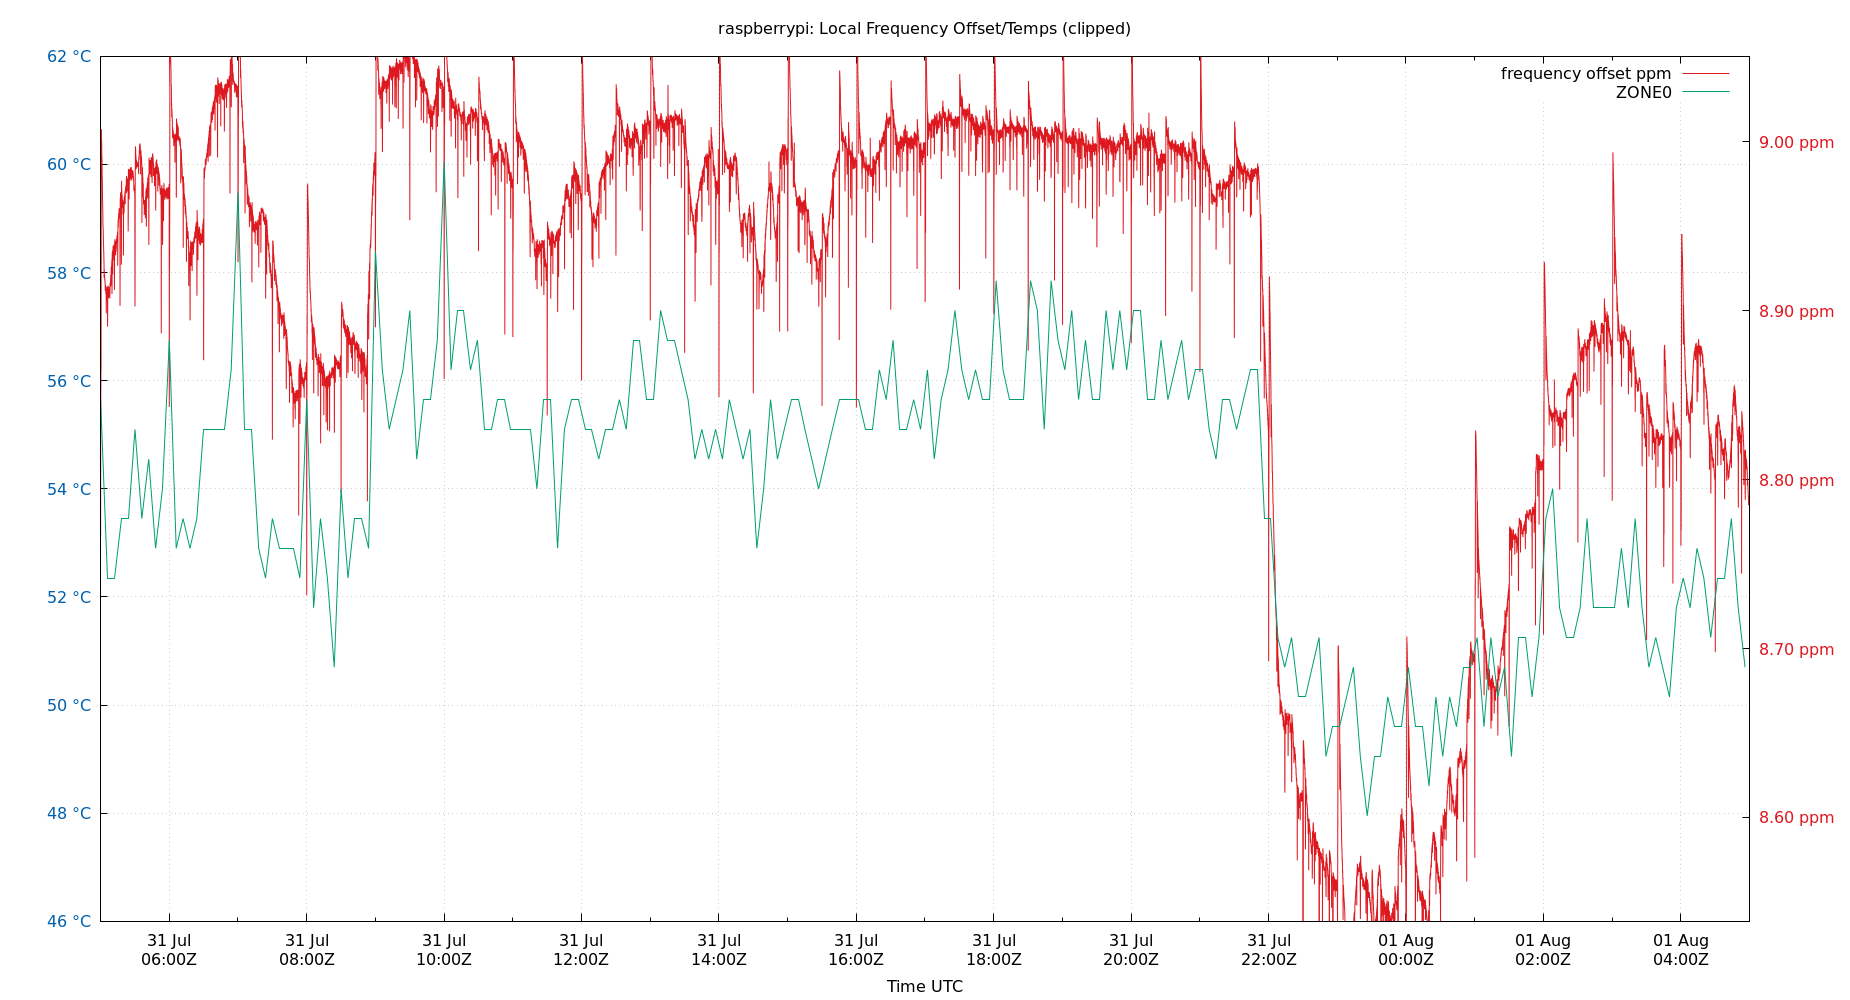 raspberrypi: Local Frequency Offset/Temps (clipped)
frequency offset ppm
ZONE0
62 °C
60 °C
58 °C
56 °C
54 °C
52 °C
50 °C
48 °C
46 °C
9.00 ppm
8.90 ppm
8.80 ppm
8.70 ppm
8.60 ppm
31 Jul 31 Jul 31 Jul 31 Jul 31 Jul 31 Jul 31 Jul 31 Jul 31 Jul 01 Aug 01 Aug 01 Aug
06:00Z 08:00Z 10:00Z 12:00Z 14:00Z 16:00Z 18:00Z 20:00Z 22:00Z 00:00Z 02:00Z 04:00Z
Time UTC